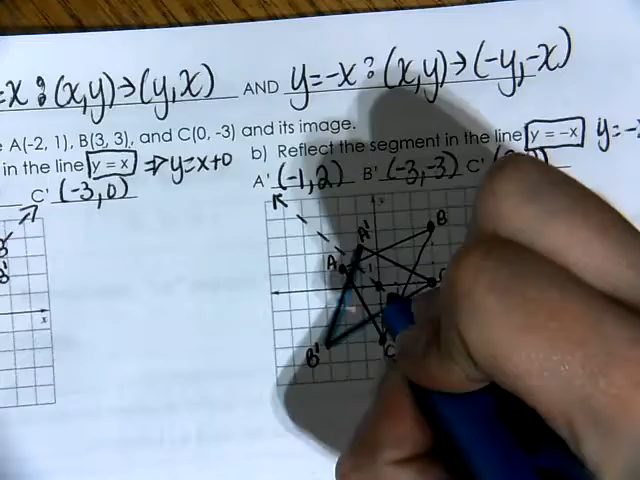 =x : (x,y)→(y,x) AND y=-x : (x,y)→(-y,-x)
A(-2, 1), B(3, 3), and C(0, -3) and its image.
in the line y = x ⇒ y=x+0 b) Reflect the segment in the line y = -x y=-x
C' (-3,0) A' (-1,2) B' (-3,-3) C'
y
A' B
A 1
x
B' C